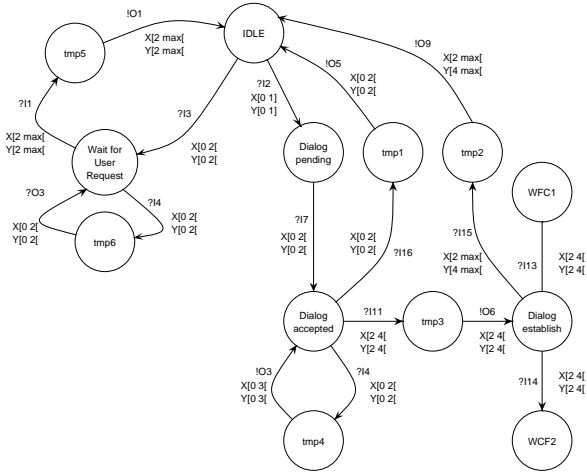 !O1
X[2 max[
Y[2 max[
IDLE
!O9
X[2 max[
Y[4 max[
tmp5
!O5
X[0 2[
Y[0 2[
?I2
X[0 1]
Y[0 1]
?I1
X[2 max[
Y[2 max[
?I3
X[0 2[
Y[0 2[
Wait for
User
Request
Dialog
pending
tmp1
tmp2
WFC1
?O3
X[0 2[
Y[0 2[
?I4
X[0 2[
Y[0 2[
tmp6
?I7
X[0 2[
Y[0 2[
X[0 2[
Y[0 2[
?I16
?I15
X[2 max[
Y[4 max[
?I13
X[2 4[
Y[2 4[
Dialog
accepted
?I11
X[2 4[
Y[2 4[
tmp3
!O6
X[2 4[
Y[2 4[
Dialog
establish
!O3
X[0 3[
Y[0 3[
?I4
X[0 2[
Y[0 2[
?I14
X[2 4[
Y[2 4[
tmp4
WCF2